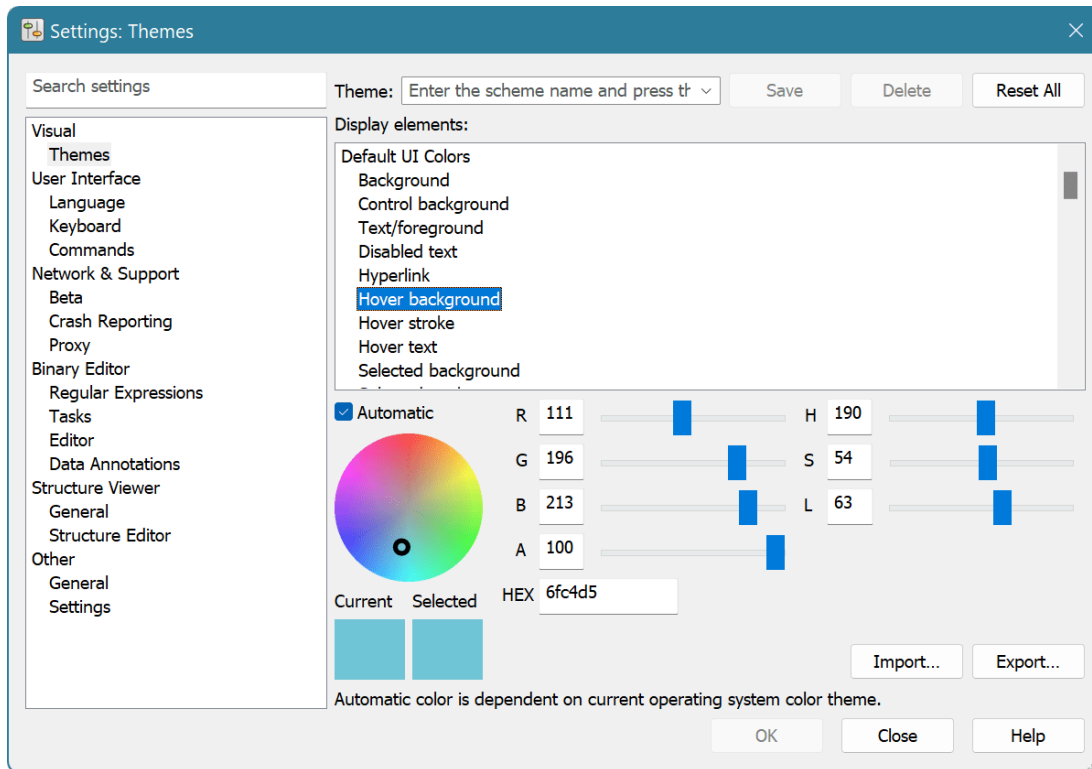 Settings: Themes
Search settings
Visual
Themes
User Interface
Language
Keyboard
Commands
Network & Support
Beta
Crash Reporting
Proxy
Binary Editor
Regular Expressions
Tasks
Editor
Data Annotations
Structure Viewer
General
Structure Editor
Other
General
Settings
Theme: Enter the scheme name and press th Save Delete Reset All
Display elements:
Default UI Colors
Background
Control background
Text/foreground
Disabled text
Hyperlink
Hover background
Hover stroke
Hover text
Selected background
Automatic
R 111 H 190
G 196 S 54
B 213 L 63
A 100
HEX 6fc4d5
Current Selected
Import... Export...
Automatic color is dependent on current operating system color theme.
OK Close Help